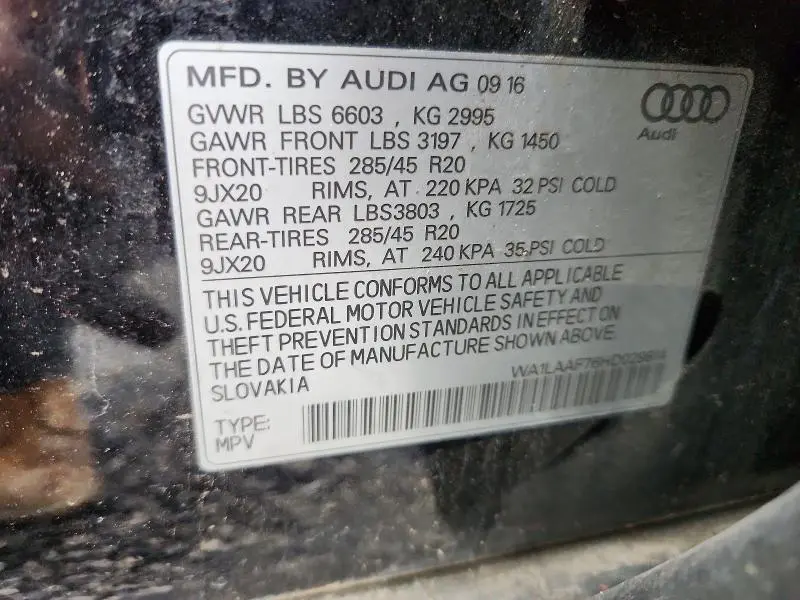 MFD. BY AUDI AG 09 16
GVWR LBS 6603 , KG 2995
GAWR FRONT LBS 3197 , KG 1450
FRONT-TIRES 285/45 R20
9JX20 RIMS, AT 220 KPA 32 PSI COLD
GAWR REAR LBS3803 , KG 1725
REAR-TIRES 285/45 R20
9JX20 RIMS, AT 240 KPA 35 PSI COLD
Audi
THIS VEHICLE CONFORMS TO ALL APPLICABLE
U.S. FEDERAL MOTOR VEHICLE SAFETY AND
THEFT PREVENTION STANDARDS IN EFFECT ON
THE DATE OF MANUFACTURE SHOWN ABOVE.
SLOVAKIA
TYPE:
MPV